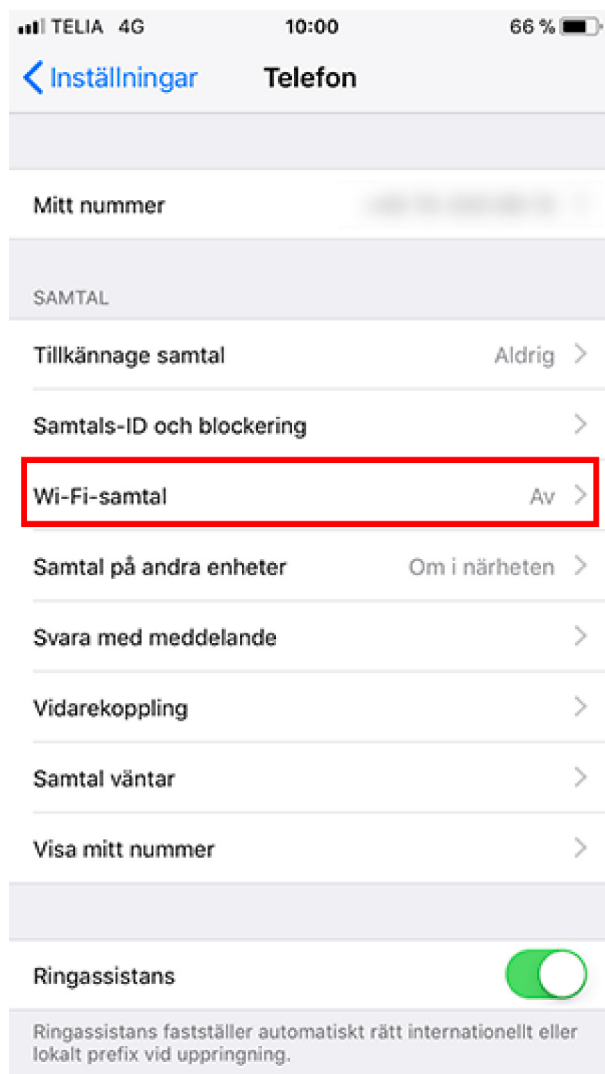 TELIA 4G 10:00 66 %
Inställningar Telefon
Mitt nummer
SAMTAL
Tillkännage samtal Aldrig
Samtals-ID och blockering
Wi-Fi-samtal Av
Samtal på andra enheter Om i närheten
Svara med meddelande
Vidarekoppling
Samtal väntar
Visa mitt nummer
Ringassistans
Ringassistans fastställer automatiskt rätt internationellt eller
lokalt prefix vid uppringning.